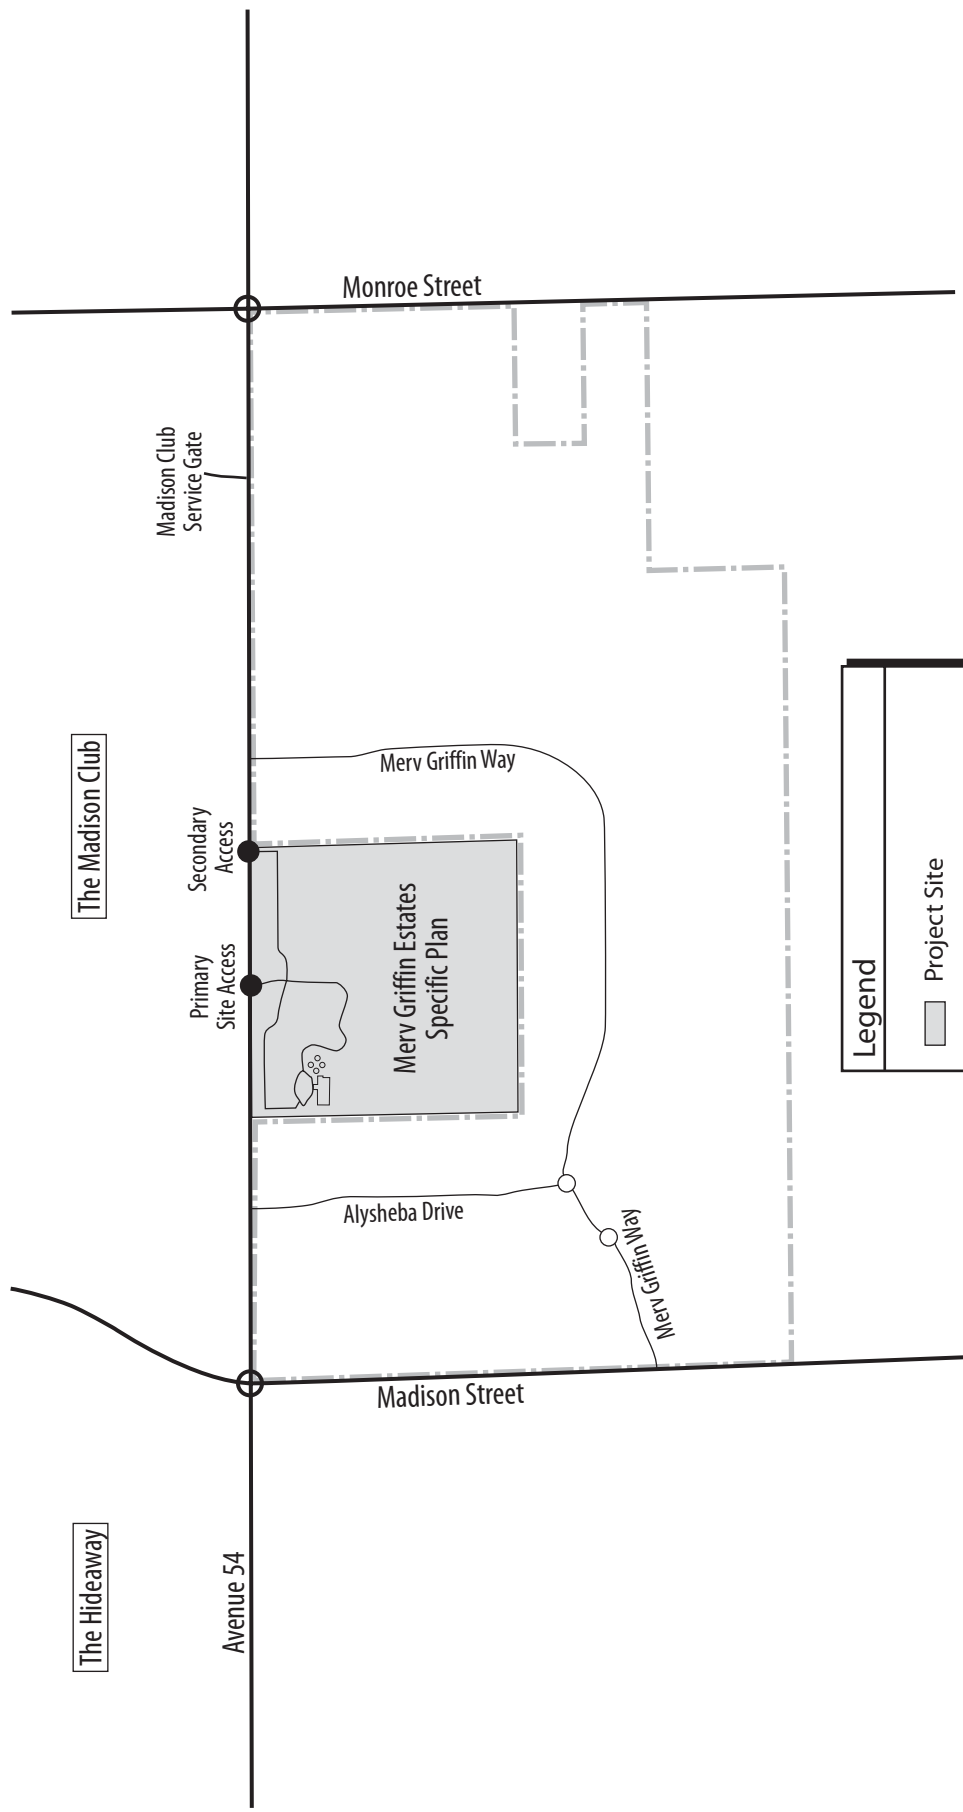 The Hideaway
The Madison Club
Avenue 54
Primary
Site Access
Secondary
Access
Madison Club
Service Gate
Madison Street
Alysheba Drive
Merv Griffin Estates
Specific Plan
Merv Griffin Way
Monroe Street
Merv Griffin Way
Legend
Project Site